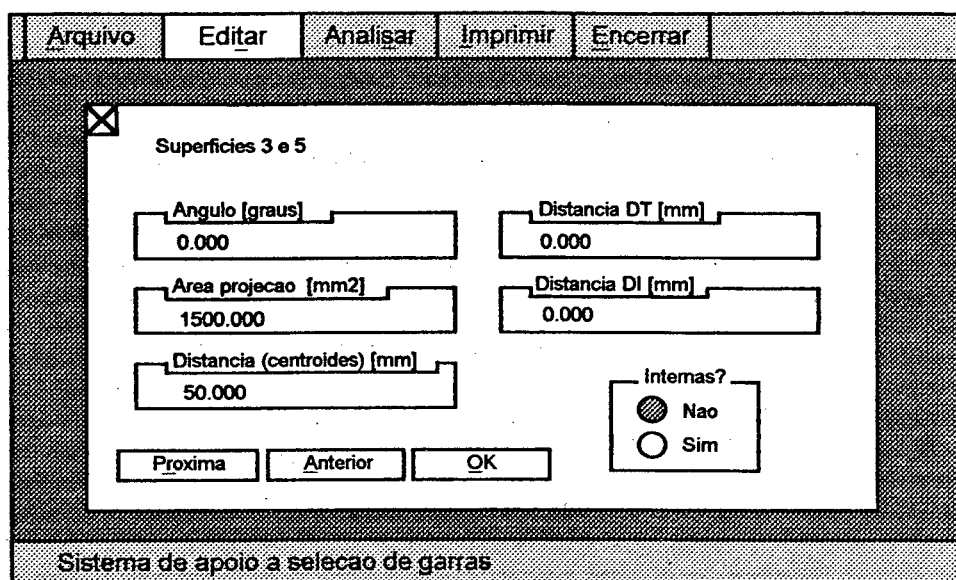 Arquivo Editar Analisar Imprimir Encerrar
Superficies 3 e 5
Angulo [graus]
0.000
Distancia DT [mm]
0.000
Area projecao [mm2]
1500.000
Distancia DI [mm]
0.000
Distancia (centroides) [mm]
50.000
Internas?
Nao
Sim
Proxima Anterior OK
Sistema de apoio a selecao de garras